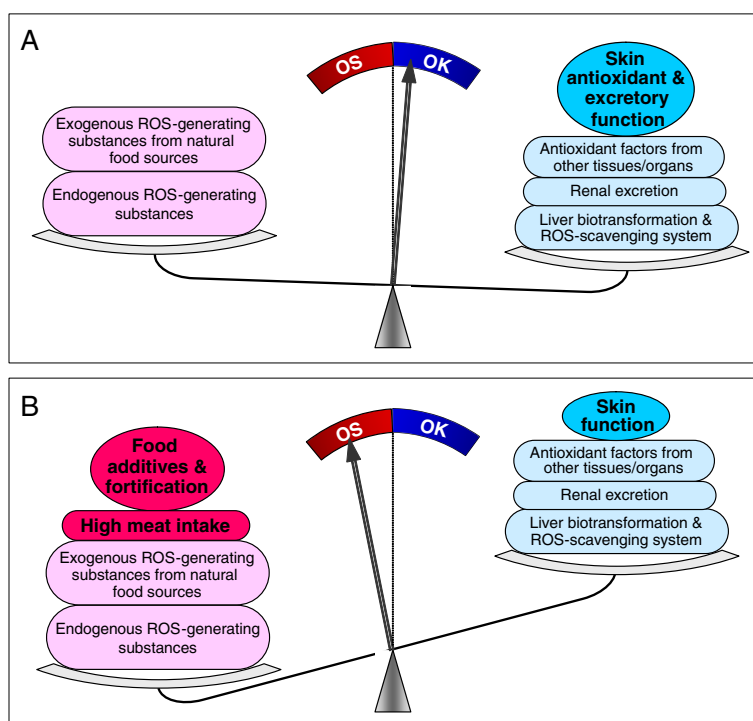 A
OS
OK
Skin
antioxidant &
excretory
function
Exogenous ROS-generating
substances from natural
food sources
Endogenous ROS-generating
substances
Antioxidant factors from
other tissues/organs
Renal excretion
Liver biotransformation &
ROS-scavenging system
B
OS
OK
Skin
function
Food
additives &
fortification
High meat intake
Exogenous ROS-generating
substances from natural
food sources
Endogenous ROS-generating
substances
Antioxidant factors from
other tissues/organs
Renal excretion
Liver biotransformation &
ROS-scavenging system